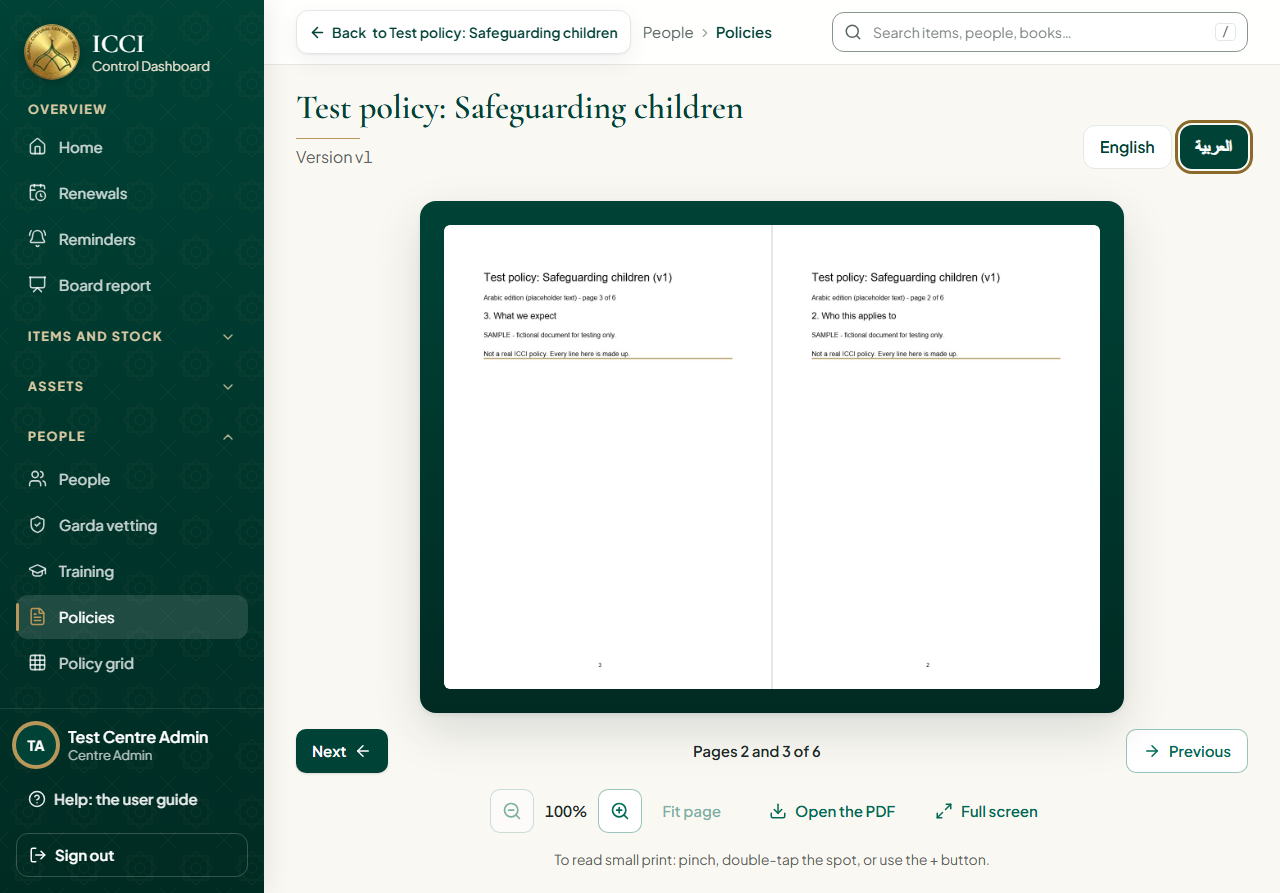 ICCI
Control Dashboard
OVERVIEW
Home
Renewals
Reminders
Board report
ITEMS AND STOCK
ASSETS
PEOPLE
People
Garda vetting
Training
Policies
Policy grid
TA
Test Centre Admin
Centre Admin
Help: the user guide
Sign out
Back to Test policy: Safeguarding children
People › Policies
Search items, people, books…
/
Test policy: Safeguarding children
Version v1
English
العربية
Test policy: Safeguarding children (v1)
Arabic edition (placeholder text) - page 3 of 6
3. What we expect
SAMPLE - fictional document for testing only.
Not a real ICCI policy. Every line here is made up.
3
Test policy: Safeguarding children (v1)
Arabic edition (placeholder text) - page 2 of 6
2. Who this applies to
SAMPLE - fictional document for testing only.
Not a real ICCI policy. Every line here is made up.
2
Next
Pages 2 and 3 of 6
Previous
100%
Fit page
Open the PDF
Full screen
To read small print: pinch, double-tap the spot, or use the + button.